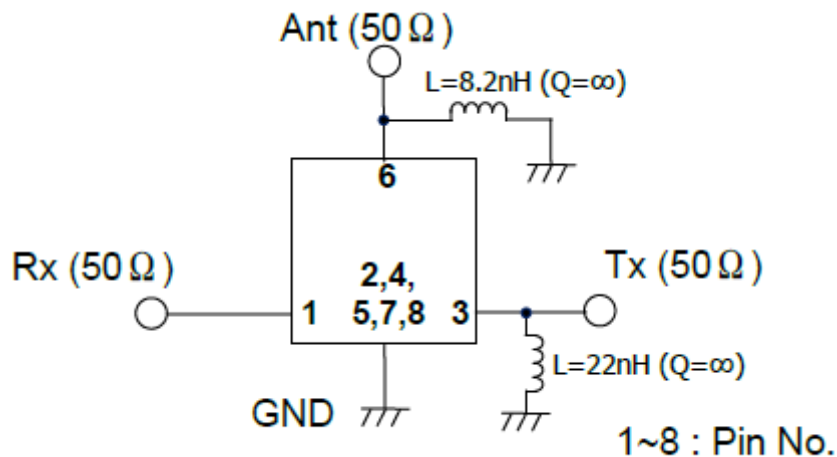 Ant (50Ω)
L=8.2nH (Q=∞)
6
Rx (50Ω)
Tx (50Ω)
2,4,
1 5,7,8 3
L=22nH (Q=∞)
GND
1~8 : Pin No.